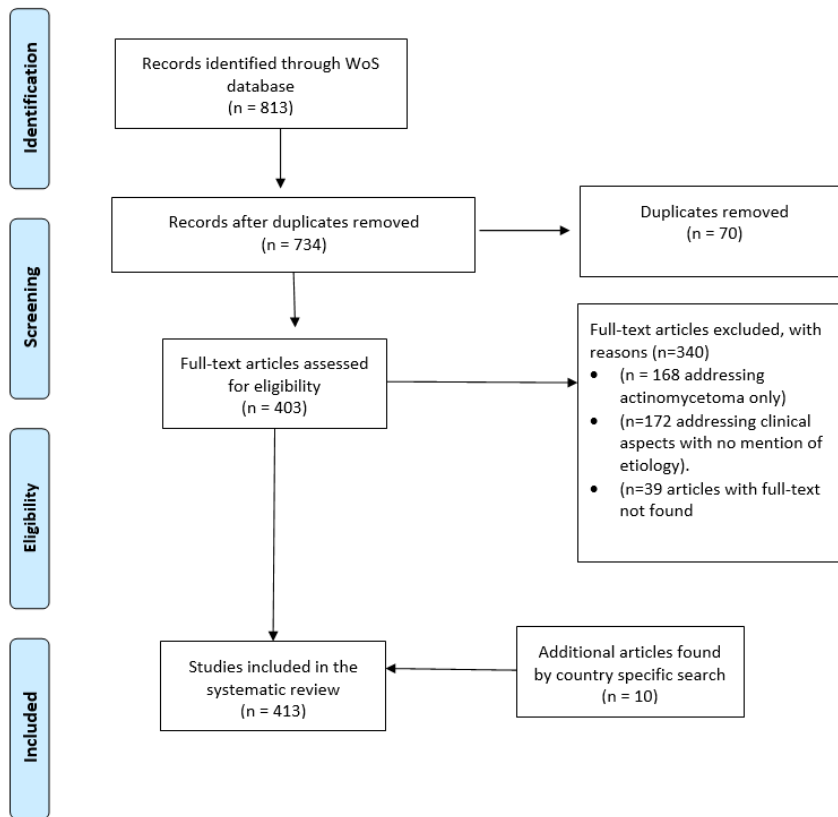 Identification
Records identified through WoS
database
(n = 813)
Records after duplicates removed
(n = 734)
Duplicates removed
(n = 70)
Screening
Full-text articles assessed
for eligibility
(n = 403)
Full-text articles excluded, with
reasons (n=340)
• (n = 168 addressing
actinomycetoma only)
• (n=172 addressing clinical
aspects with no mention of
etiology).
• (n=39 articles with full-text
not found
Eligibility
Included
Studies included in the
systematic review
(n = 413)
Additional articles found
by country specific search
(n = 10)